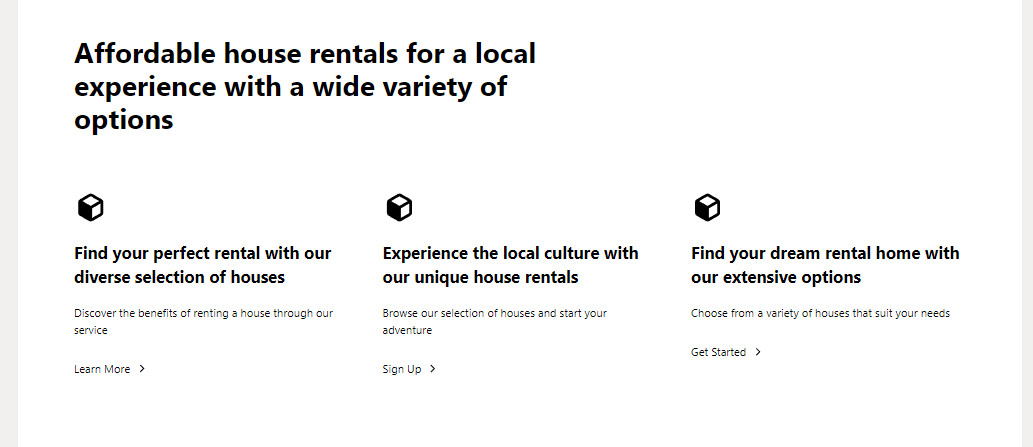 Affordable house rentals for a local
experience with a wide variety of
options
Find your perfect rental with our
diverse selection of houses
Discover the benefits of renting a house through our
service
Learn More
Experience the local culture with
our unique house rentals
Browse our selection of houses and start your
adventure
Sign Up
Find your dream rental home with
our extensive options
Choose from a variety of houses that suit your needs
Get Started